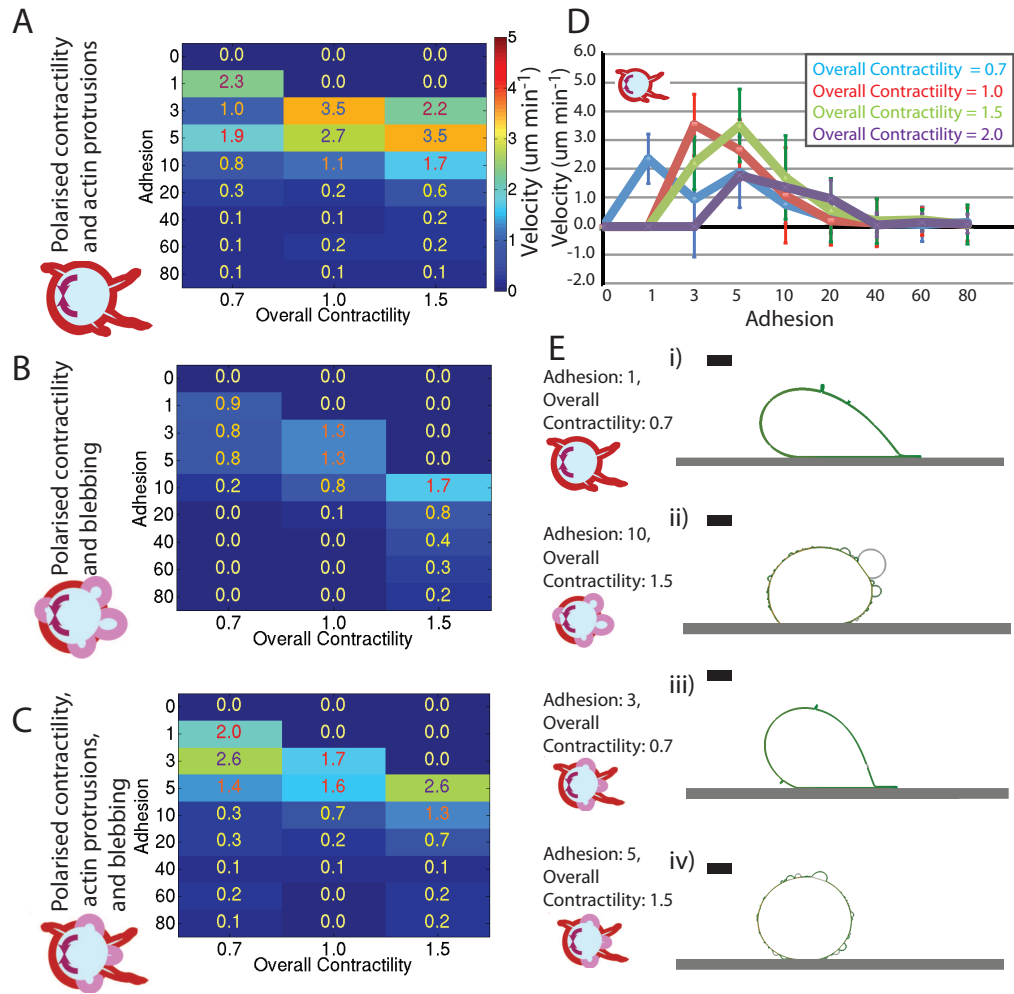 A
Polarised contractility
and actin protrusions
Adhesion
0 0.0 0.0 0.0
1 2.3 0.0 0.0
3 1.0 3.5 2.2
5 1.9 2.7 3.5
10 0.8 1.1 1.7
20 0.3 0.2 0.6
40 0.1 0.1 0.2
60 0.1 0.2 0.2
80 0.1 0.1 0.1
0.7 1.0 1.5
Overall Contractility
5
4
3
2
1
0
Velocity (um min⁻¹)
B
Polarised contractility
and blebbing
Adhesion
0 0.0 0.0 0.0
1 0.9 0.0 0.0
3 0.8 1.3 0.0
5 0.8 1.3 0.0
10 0.2 0.8 1.7
20 0.0 0.1 0.8
40 0.0 0.0 0.4
60 0.0 0.0 0.3
80 0.0 0.0 0.2
0.7 1.0 1.5
Overall Contractility
C
Polarised contractility,
actin protrusions,
and blebbing
Adhesion
0 0.0 0.0 0.0
1 2.0 0.0 0.0
3 2.6 1.7 0.0
5 1.4 1.6 2.6
10 0.3 0.7 1.3
20 0.3 0.2 0.7
40 0.1 0.1 0.1
60 0.2 0.0 0.2
80 0.1 0.0 0.2
0.7 1.0 1.5
Overall Contractility
D
Velocity (um min⁻¹)
6.0
5.0
4.0
3.0
2.0
1.0
0.0
-1.0
-2.0
Overall Contractility = 0.7
Overall Contractiilty = 1.0
Overall Contractility = 1.5
Overall Contractility = 2.0
0 1 3 5 10 20 40 60 80
Adhesion
E
i)
Adhesion: 1,
Overall
Contractility: 0.7
ii)
Adhesion: 10,
Overall
Contractility: 1.5
iii)
Adhesion: 3,
Overall
Contractility: 0.7
iv)
Adhesion: 5,
Overall
Contractility: 1.5